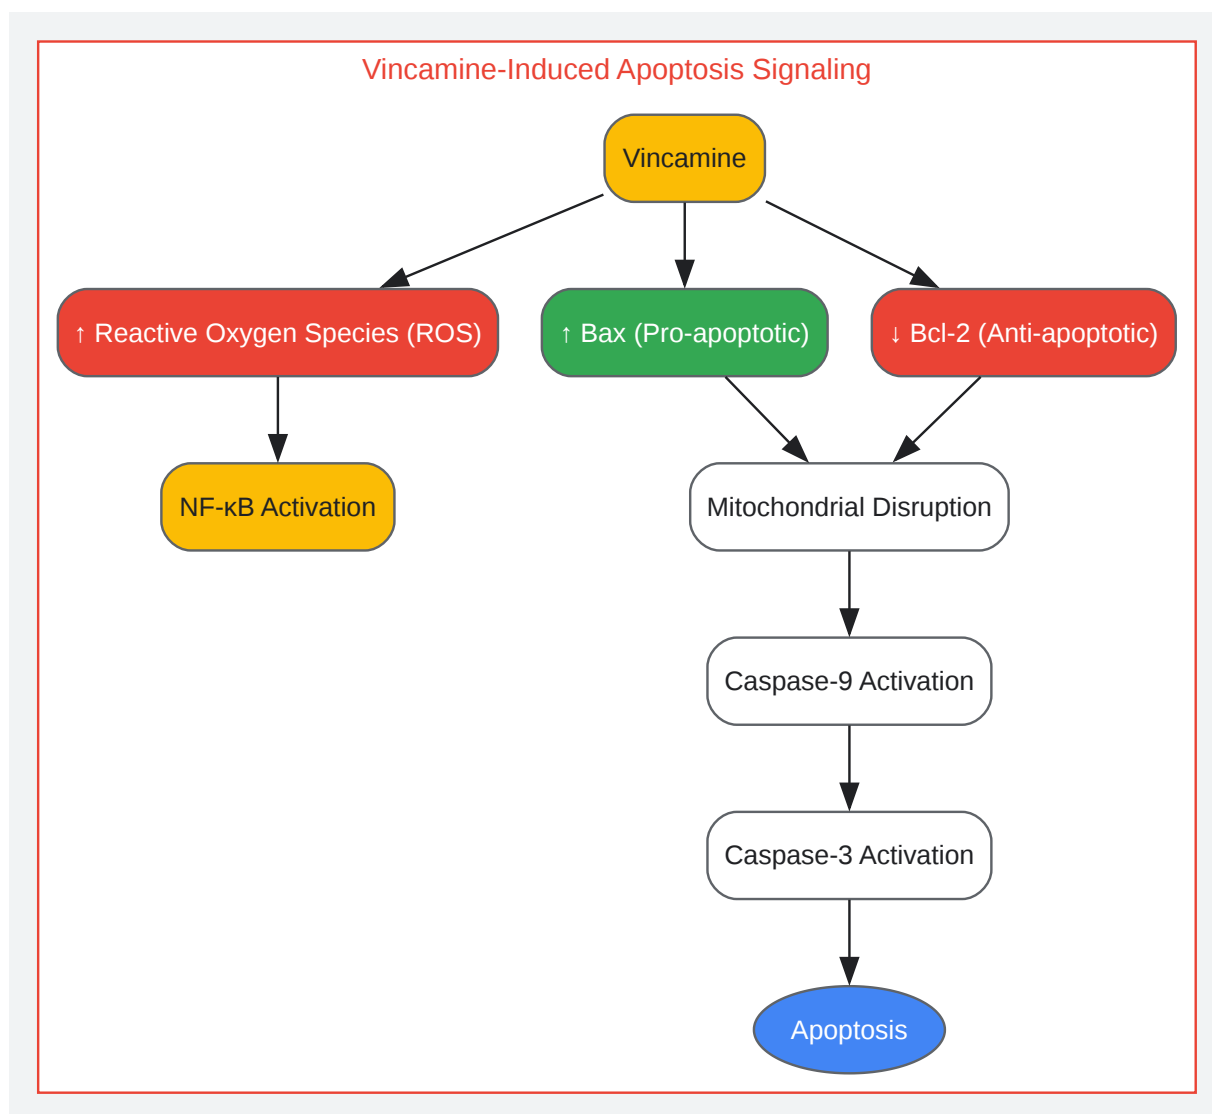 Vincamine-Induced Apoptosis Signaling
Vincamine
↑ Reactive Oxygen Species (ROS)
↑ Bax (Pro-apoptotic)
↓ Bcl-2 (Anti-apoptotic)
NF-κB Activation
Mitochondrial Disruption
Caspase-9 Activation
Caspase-3 Activation
Apoptosis